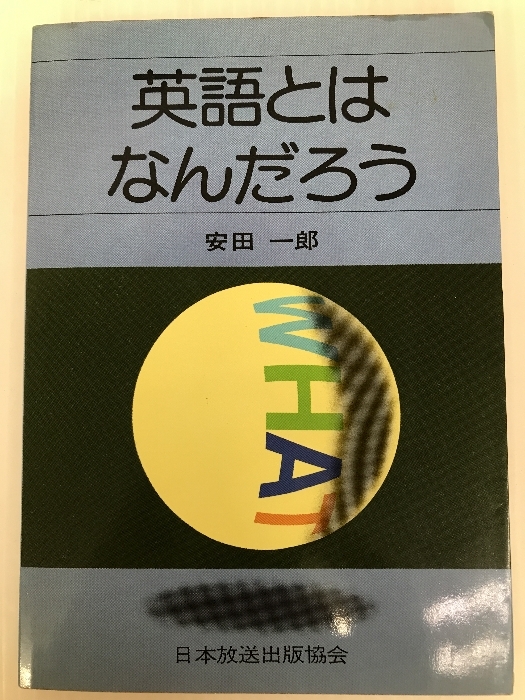 英語とは
なんだろう
安田 一郎
WHAT
日本放送出版協会